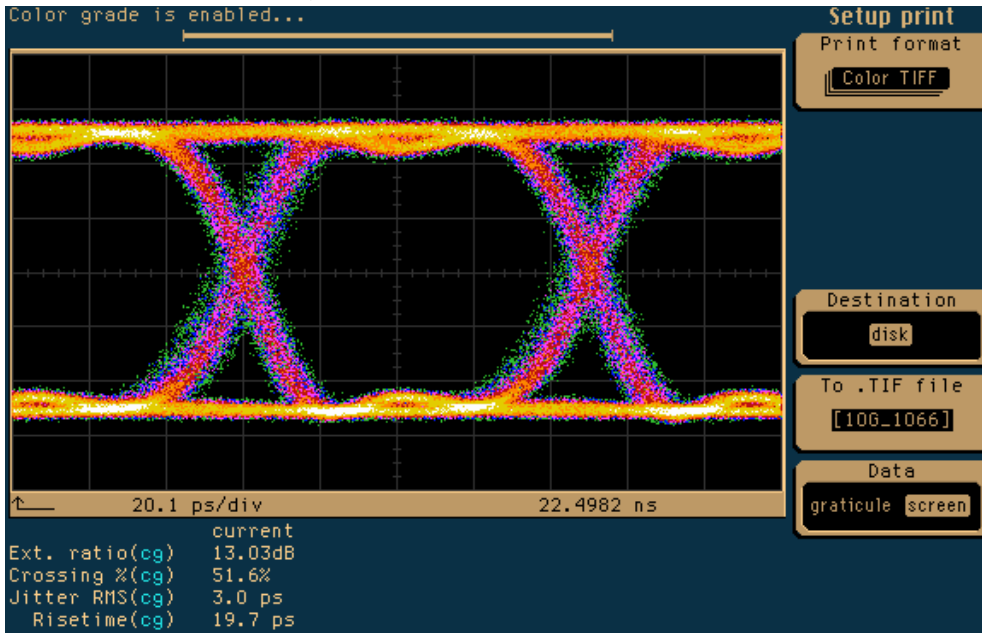 Color grade is enabled...
Setup print
Print format
Color TIFF
Destination
disk
To .TIF file
[10G_1066]
Data
graticule screen
20.1 ps/div 22.4982 ns
current
Ext. ratio(cg) 13.03dB
Crossing %(cg) 51.6%
Jitter RMS(cg) 3.0 ps
Risetime(cg) 19.7 ps